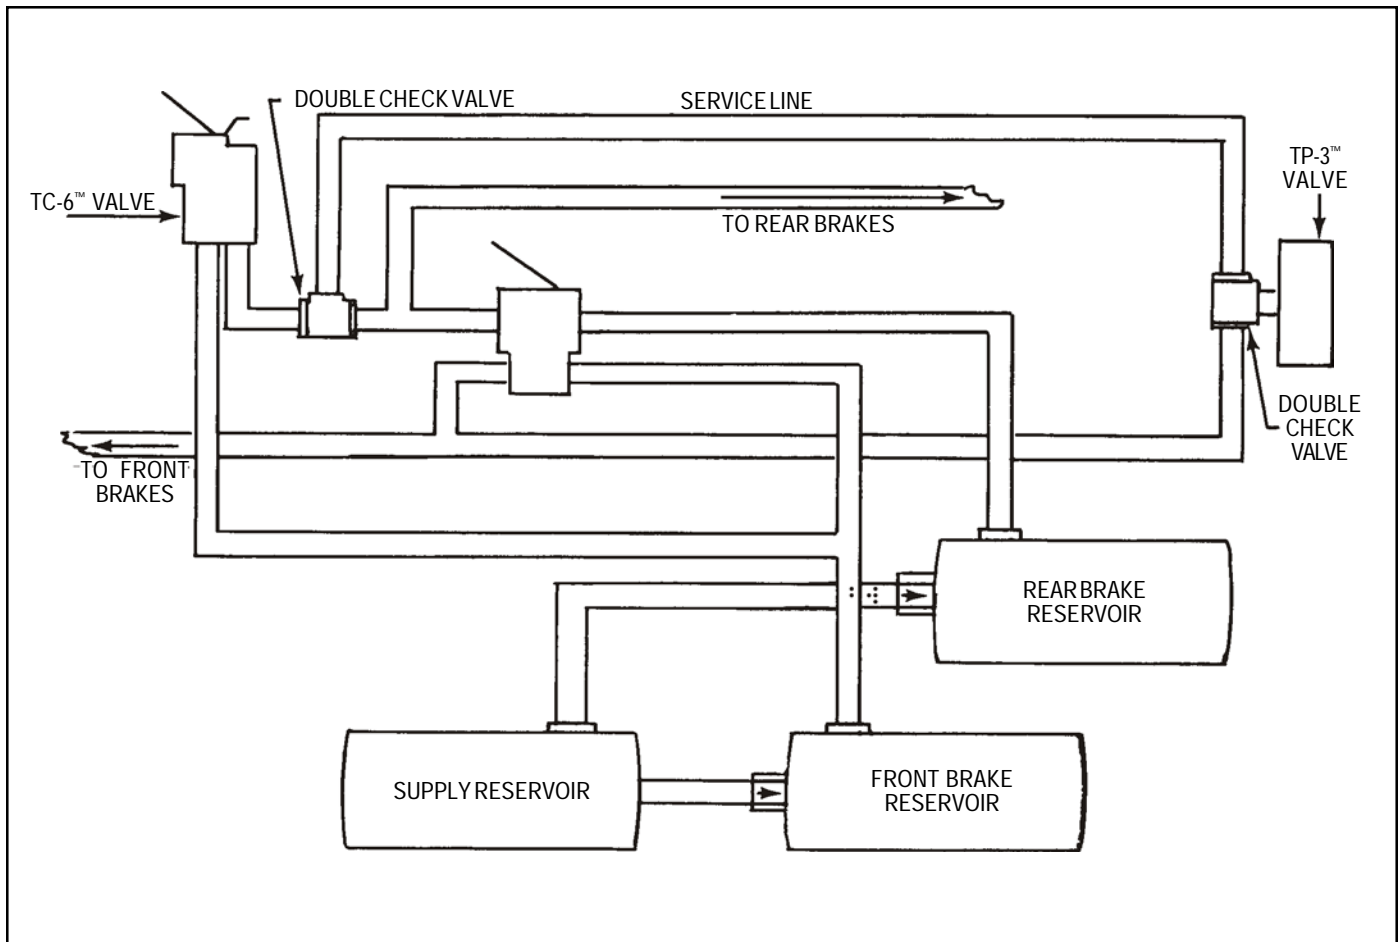 DOUBLE CHECK VALVE
SERVICE LINE
TP-3™
VALVE
TC-6™ VALVE
TO REAR BRAKES
DOUBLE
CHECK
VALVE
TO FRONT
BRAKES
REAR BRAKE
RESERVOIR
SUPPLY RESERVOIR
FRONT BRAKE
RESERVOIR